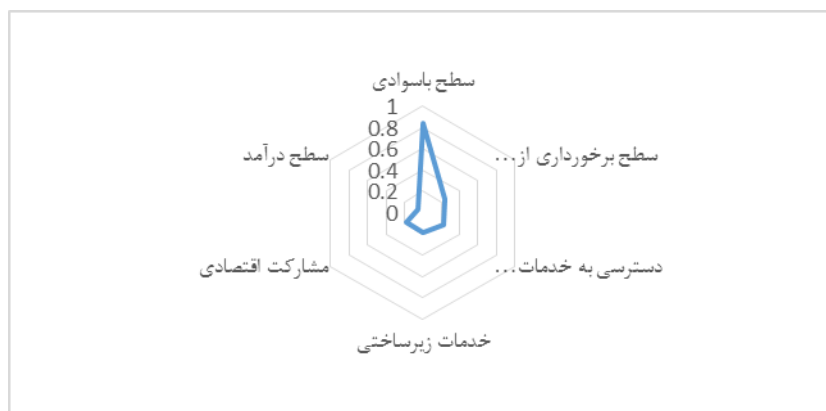 سطح باسوادی
1
0.8
0.6
0.4
0.2
0
سطح برخورداری از...
دسترسی به خدمات...
خدمات زیرساختی
مشارکت اقتصادی
سطح درآمد